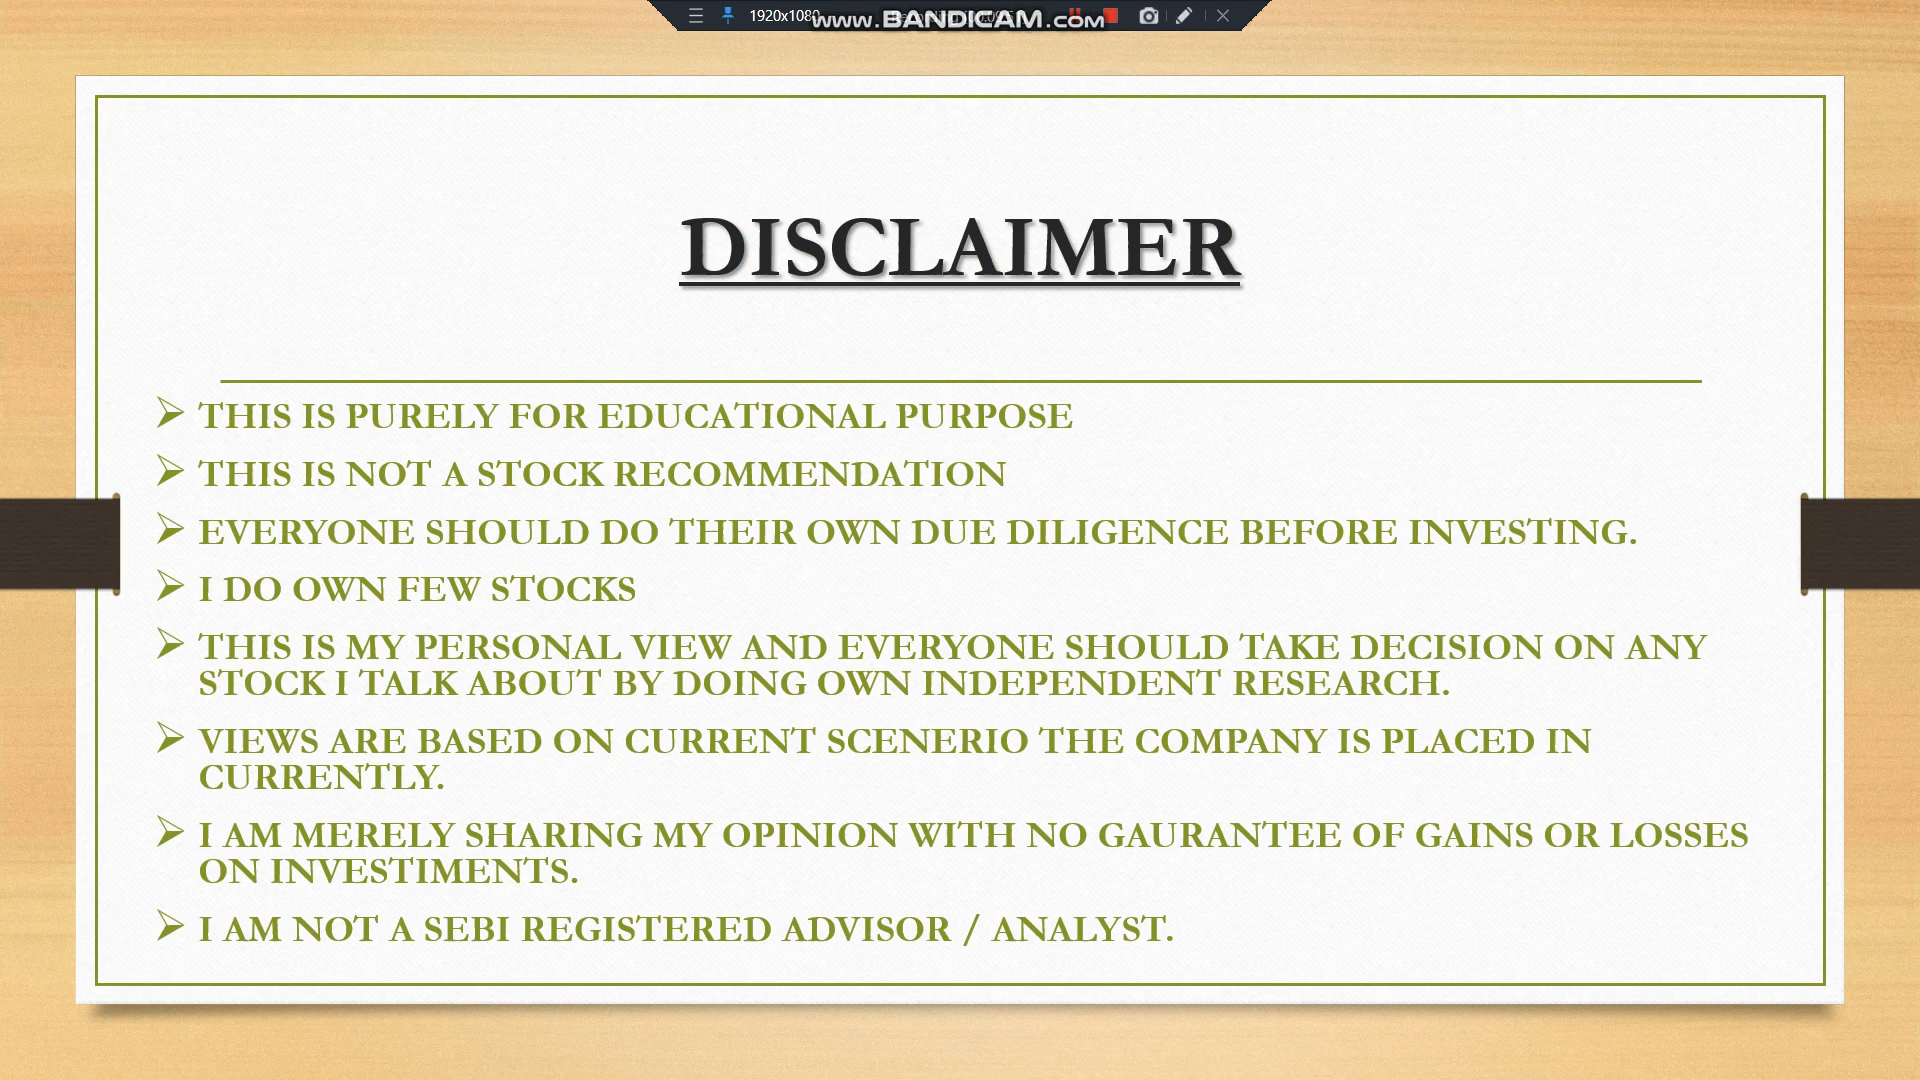 1920x1080
www.BANDICAM.com
DISCLAIMER
THIS IS PURELY FOR EDUCATIONAL PURPOSE
THIS IS NOT A STOCK RECOMMENDATION
EVERYONE SHOULD DO THEIR OWN DUE DILIGENCE BEFORE INVESTING.
I DO OWN FEW STOCKS
THIS IS MY PERSONAL VIEW AND EVERYONE SHOULD TAKE DECISION ON ANY
STOCK I TALK ABOUT BY DOING OWN INDEPENDENT RESEARCH.
VIEWS ARE BASED ON CURRENT SCENERIO THE COMPANY IS PLACED IN
CURRENTLY.
I AM MERELY SHARING MY OPINION WITH NO GAURANTEE OF GAINS OR LOSSES
ON INVESTIMENTS.
I AM NOT A SEBI REGISTERED ADVISOR / ANALYST.